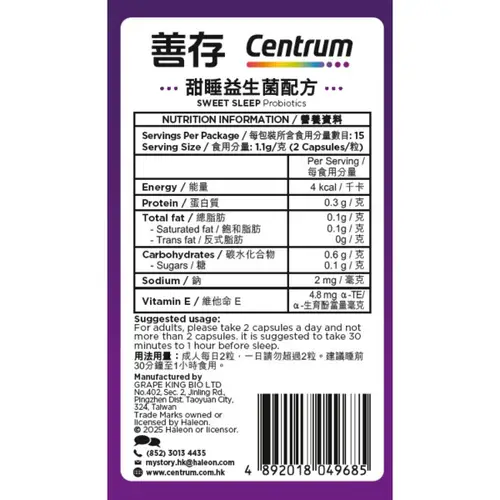 善存 Centrum
甜睡益生菌配方
SWEET SLEEP Probiotics
NUTRITION INFORMATION / 營養資料
Servings Per Package / 每包裝所含食用分量數目: 15
Serving Size / 食用分量: 1.1g/克 (2 Capsules/粒)
Per Serving /
每食用分量
Energy / 能量 4 kcal / 千卡
Protein / 蛋白質 0.3 g / 克
Total fat / 總脂肪 0.1g / 克
- Saturated fat / 飽和脂肪 0.1g / 克
- Trans fat / 反式脂肪 0g / 克
Carbohydrates / 碳水化合物 0.6 g / 克
- Sugars / 糖 0.1 g / 克
Sodium / 鈉 2 mg / 毫克
Vitamin E / 維他命 E 4.8 mg α-TE/
α-生育酚當量毫克
Suggested usage:
For adults, please take 2 capsules a day and not
more than 2 capsules. it is suggested to take 30
minutes to 1 hour before sleep.
用法用量: 成人每日2粒，一日請勿超過2粒。建議睡前
30分鐘至1小時食用。
Manufactured by
GRAPE KING BIO LTD
No.402, Sec. 2, Jinling Rd.,
Pingzhen Dist. Taoyuan City,
324, Taiwan
Trade Marks owned or
licensed by Haleon.
© 2025 Haleon or licensor.
(852) 3013 4435
mystory.hk@haleon.com
www.centrum.com.hk
4 892018 049685